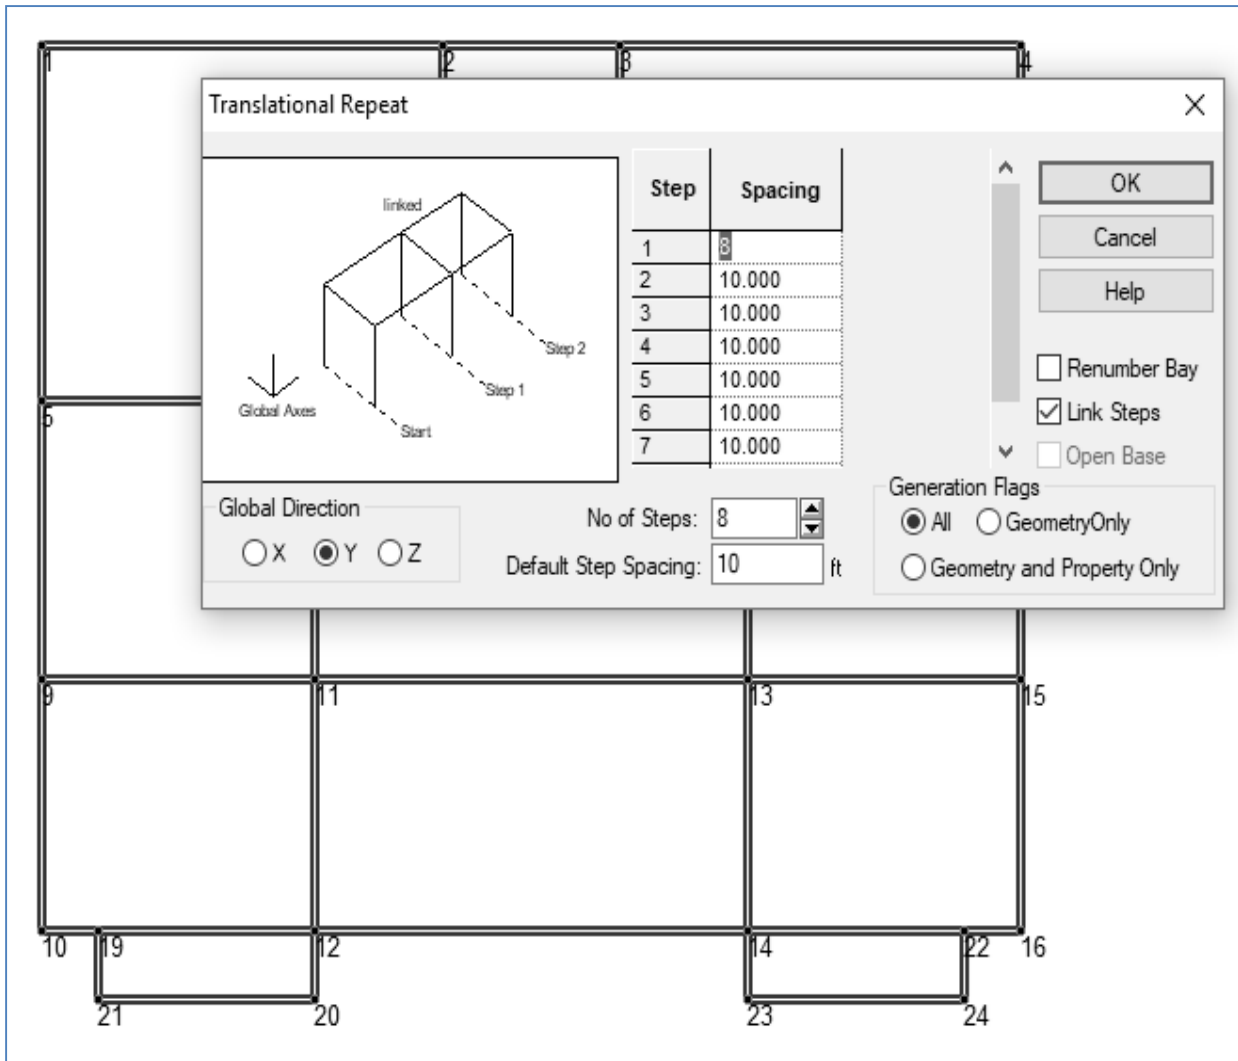 1 2 3 4
Translational Repeat
linked
Step 2
Step 1
Global Axes
Start
Step Spacing
1 8
2 10.000
3 10.000
4 10.000
5 10.000
6 10.000
7 10.000
OK
Cancel
Help
Renumber Bay
Link Steps
Open Base
Global Direction
X Y Z
No of Steps: 8
Default Step Spacing: 10 ft
Generation Flags
All GeometryOnly
Geometry and Property Only
5
9 11 13 15
10 19 12 14 22 16
21 20 23 24